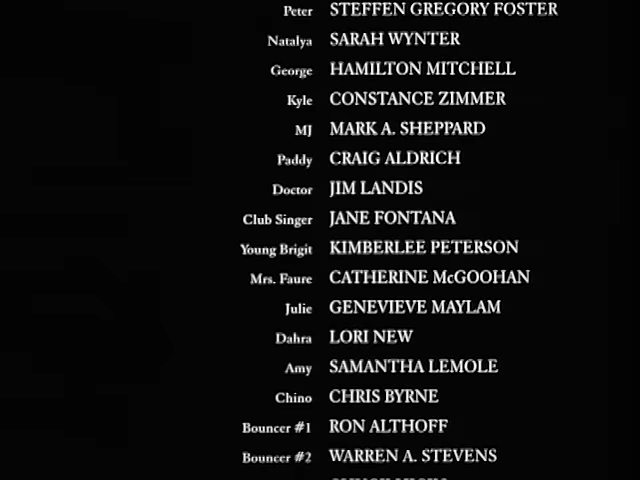 Peter STEFFEN GREGORY FOSTER
Natalya SARAH WYNTER
George HAMILTON MITCHELL
Kyle CONSTANCE ZIMMER
MJ MARK A. SHEPPARD
Paddy CRAIG ALDRICH
Doctor JIM LANDIS
Club Singer JANE FONTANA
Young Brigit KIMBERLEE PETERSON
Mrs. Faure CATHERINE McGOOHAN
Julie GENEVIEVE MAYLAM
Dahra LORI NEW
Amy SAMANTHA LEMOLE
Chino CHRIS BYRNE
Bouncer #1 RON ALTHOFF
Bouncer #2 WARREN A. STEVENS